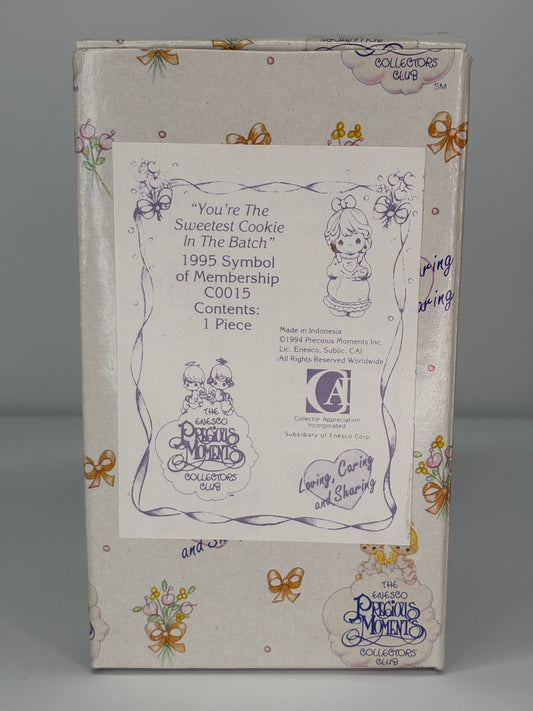 COLLECTORS'
CLUB
SM
"You're The
Sweetest Cookie
In The Batch"
1995 Symbol
of Membership
C0015
Contents:
1 Piece
Made in Indonesia
©1994 Precious Moments Inc
Lic. Enesco, Sublic. CAI
All Rights Reserved Worldwide
CAI
Collector Appreciation
Incorporated
Subsidiary of Enesco Corp.
THE
ENESCO
PRECIOUS
MOMENTS
COLLECTORS'
CLUB
Loving, Caring
and Sharing
aring
aring
and Sh
THE
ENESCO
PRECIOUS
MOMENTS
COLLECTORS'
CLUB